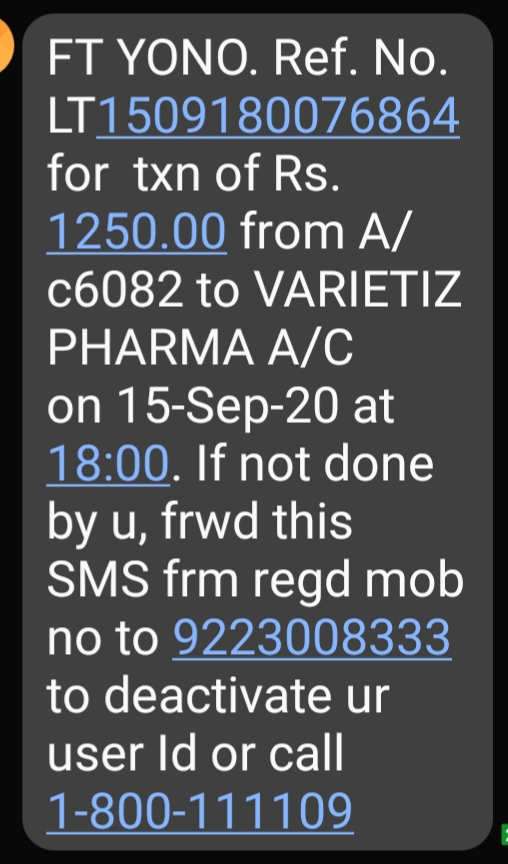 FT YONO. Ref. No.
LT1509180076864
for  txn of Rs.
1250.00 from A/
c6082 to VARIETIZ
PHARMA A/C
on 15-Sep-20 at
18:00. If not done
by u, frwd this
SMS frm regd mob
no to 9223008333
to deactivate ur
user Id or call
1-800-111109